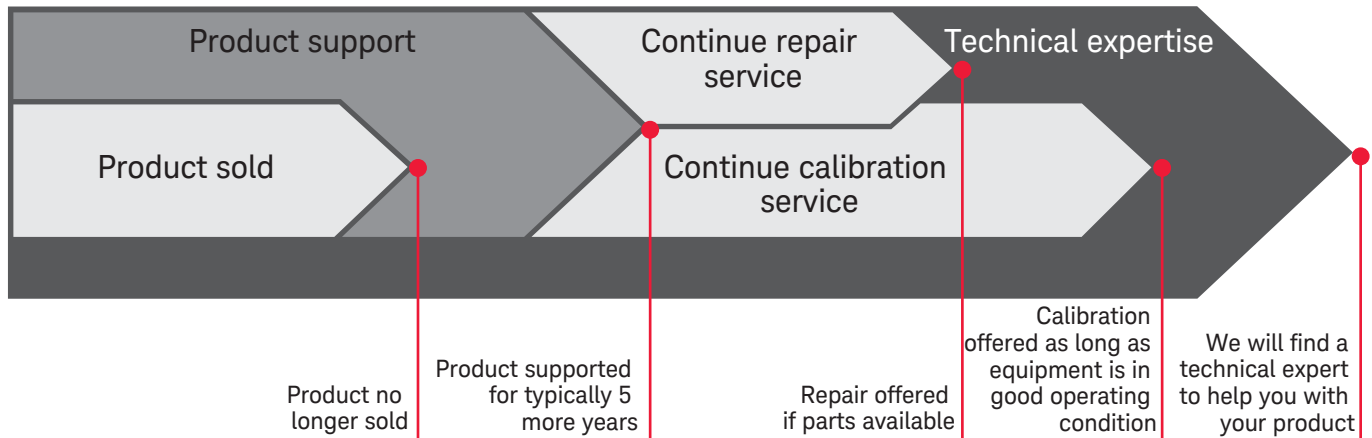 Product support
Continue repair
service
Technical expertise
Product sold
Continue calibration
service
Product no
longer sold
Product supported
for typically 5
more years
Repair offered
if parts available
Calibration
offered as long as
equipment is in
good operating
condition
We will find a
technical expert
to help you with
your product